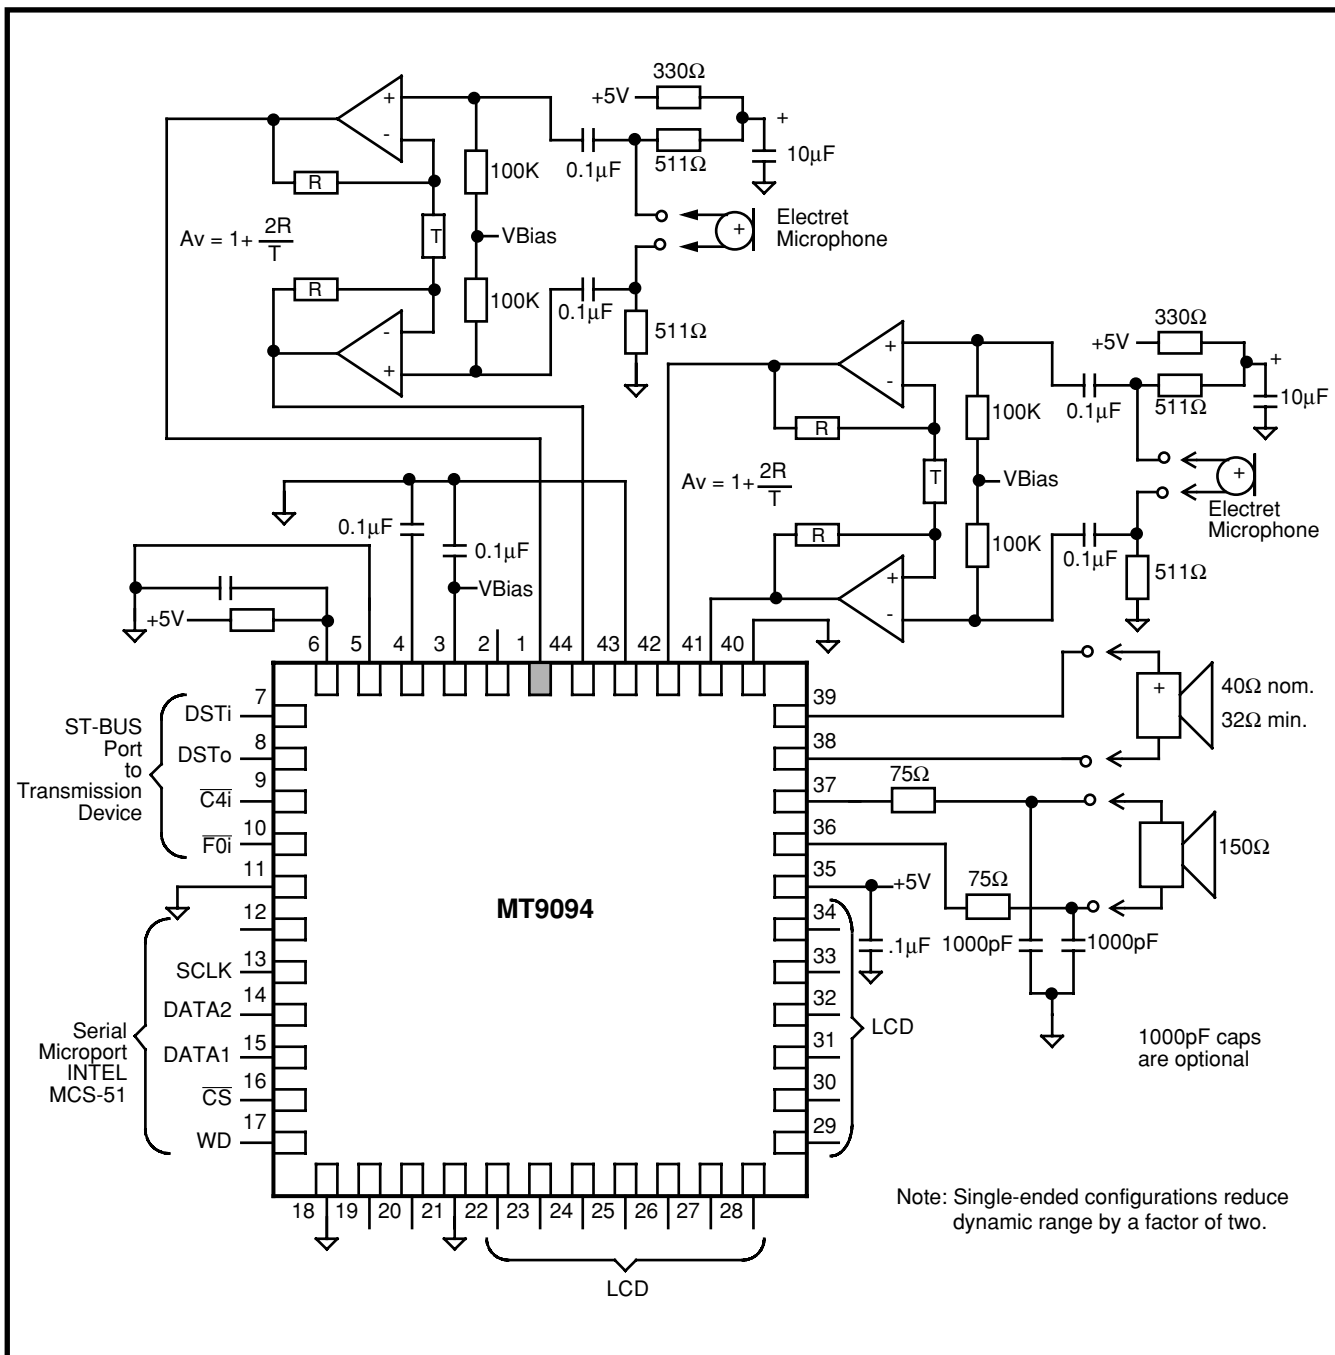 330Ω
+5V
+
+
-
511Ω
10µF
0.1µF
100K
R
Av = 1+ 2R/T
T
VBias
+
Electret
Microphone
R
100K
0.1µF
511Ω
-
+
330Ω
+5V
+
+
-
511Ω
10µF
0.1µF
100K
R
Av = 1+ 2R/T
T
VBias
+
Electret
Microphone
R
100K
0.1µF
511Ω
+
-
0.1µF
0.1µF
VBias
+5V
6 5 4 3 2 1 44 43 42 41 40
7
DSTi
8
DSTo
9
C4i
10
F0i
11
ST-BUS
Port
to
Transmission
Device
12
SCLK
13
DATA2
14
DATA1
15
CS
16
WD
17
Serial
Microport
INTEL
MCS-51
MT9094
39
38
37
36
35
34
33
32
31
30
29
+
40Ω nom.
32Ω min.
75Ω
150Ω
75Ω
+5V
.1µF
1000pF
1000pF
LCD
1000pF caps
are optional
18 19 20 21 22 23 24 25 26 27 28
LCD
Note: Single-ended configurations reduce
dynamic range by a factor of two.